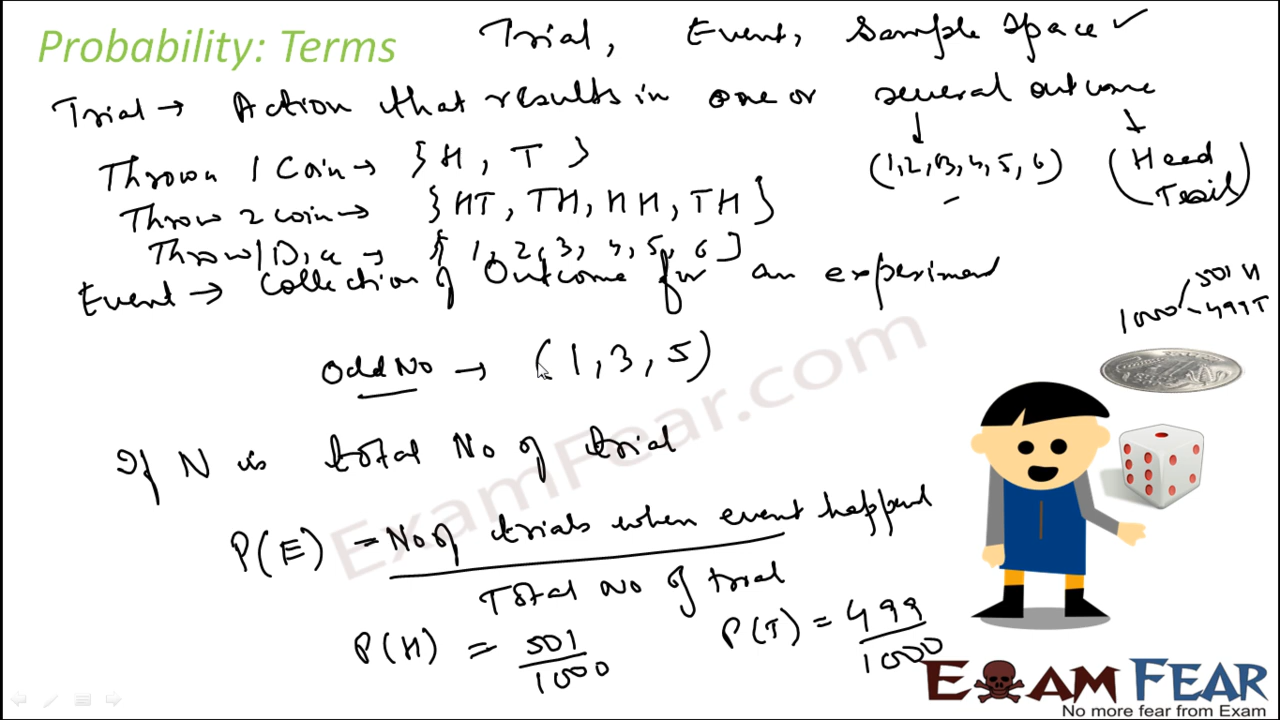 Probability: Terms Trial, Event, Sample Space ✓
Trial → Action that results in one or several outcome
Thrown 1 Coin → {H, T }
(1,2,3,4,5,6)
(Head
Tail)
Throw 2 coin → {HT, TH, HH, TH}
Throw 1 Dice → { 1, 2, 3, 4, 5, 6 }
Event → Collection of Outcome for an experiment
501 H
1000
499 T
Odd No → (1, 3, 5)
If N is total No of trial
P(E) = No of trials when event happend
Total No of trial
P(H) = 501
1000
P(T) = 499
1000
ExamFear.com
EXAM FEAR
No more fear from Exam